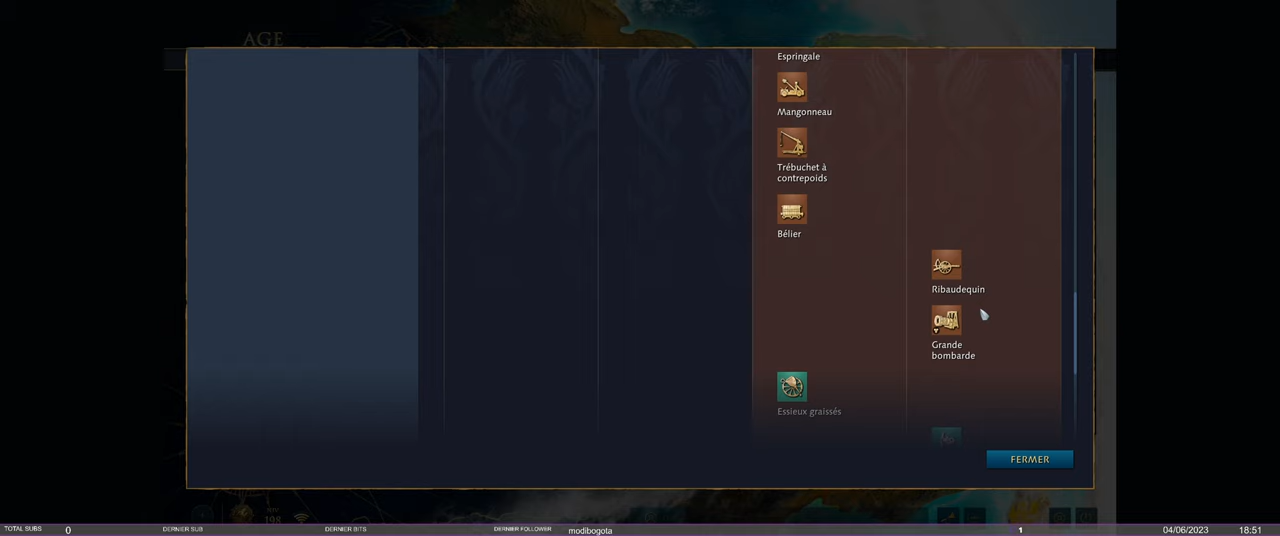 AGE
Espringale
Mangonneau
Trébuchet à
contrepoids
Bélier
Ribaudequin
Grande
bombarde
Essieux graissés
FERMER
TOTAL SUBS
0
DERNIER SUB
DERNIER BITS
DERNIER FOLLOWER
modibogota
1
04/06/2023
18:51